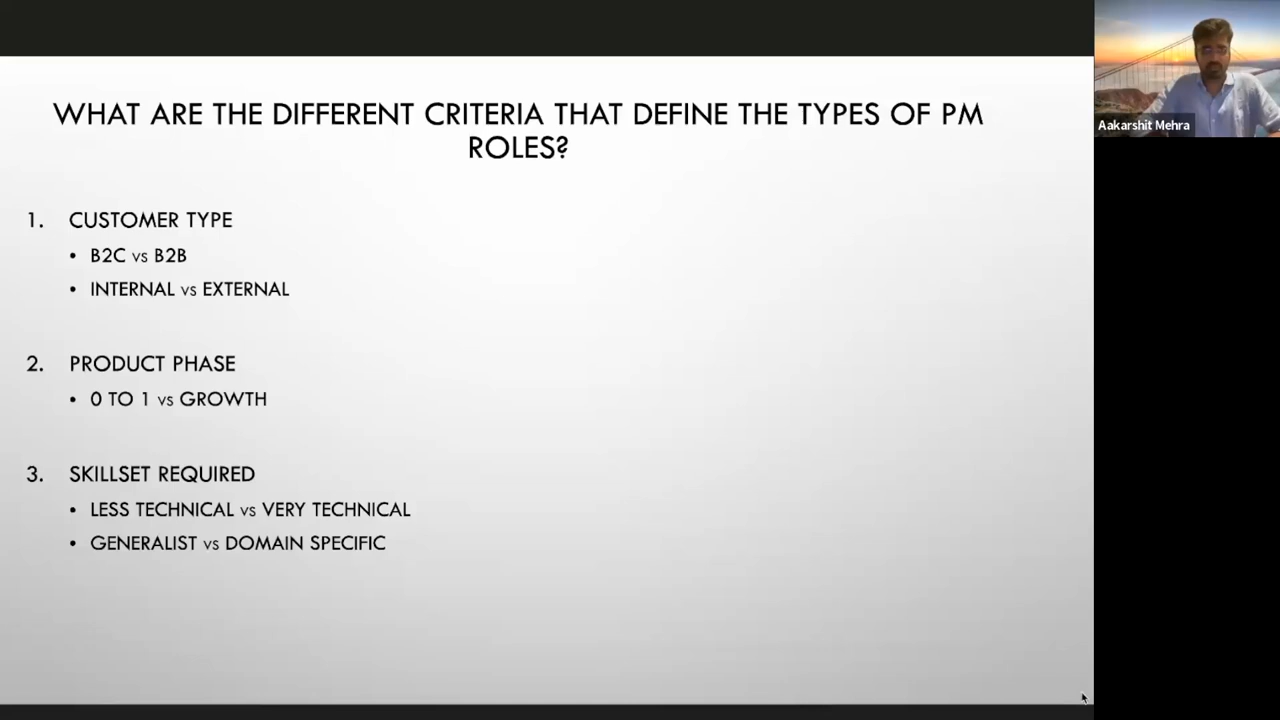 WHAT ARE THE DIFFERENT CRITERIA THAT DEFINE THE TYPES OF PM
ROLES?
1. CUSTOMER TYPE
• B2C vs B2B
• INTERNAL vs EXTERNAL
2. PRODUCT PHASE
• 0 TO 1 vs GROWTH
3. SKILLSET REQUIRED
• LESS TECHNICAL vs VERY TECHNICAL
• GENERALIST vs DOMAIN SPECIFIC
Aakarshit Mehra